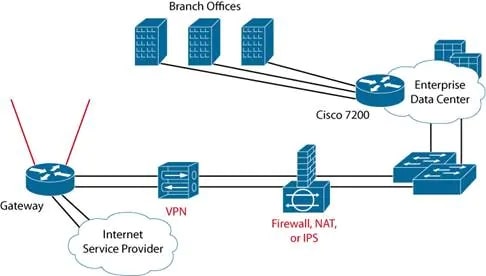 Branch Offices
Enterprise
Data Center
Cisco 7200
Gateway
VPN
Firewall, NAT,
or IPS
Internet
Service Provider